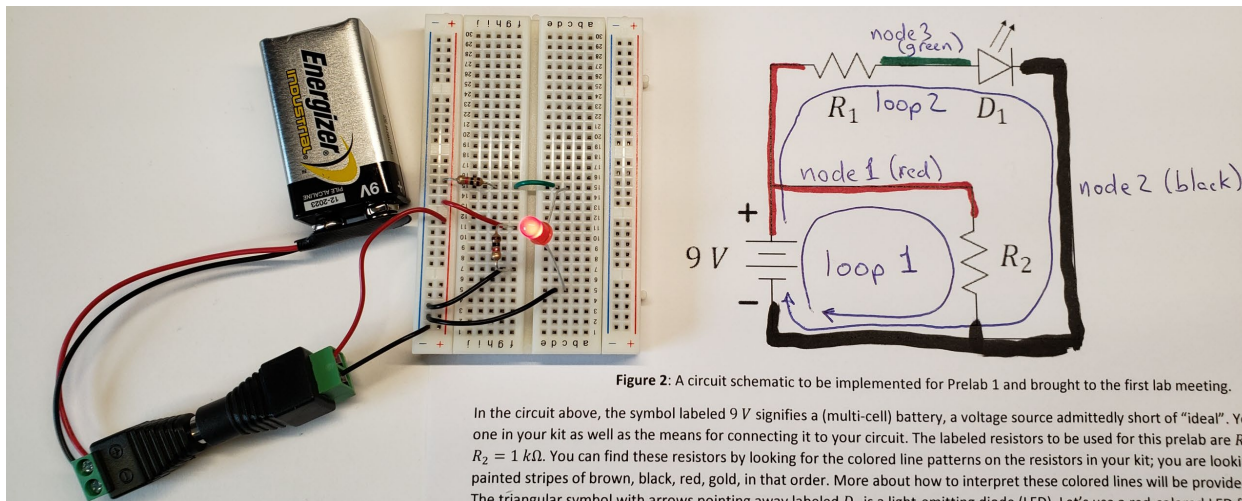 Energizer
INDUSTRIAL
9V
PILE ALCALINE
12-2023
node3
(green)
R₁ loop 2 D₁
node 1 (red)
node 2 (black)
+
9 V
loop 1
R₂
−
Figure 2: A circuit schematic to be implemented for Prelab 1 and brought to the first lab meeting.
In the circuit above, the symbol labeled 9 V signifies a (multi-cell) battery, a voltage source admittedly short of “ideal”.
one in your kit as well as the means for connecting it to your circuit. The labeled resistors to be used for this prelab are
R₂ = 1 kΩ. You can find these resistors by looking for the colored line patterns on the resistors in your kit; you are
painted stripes of brown, black, red, gold, in that order. More about how to interpret these colored lines will be